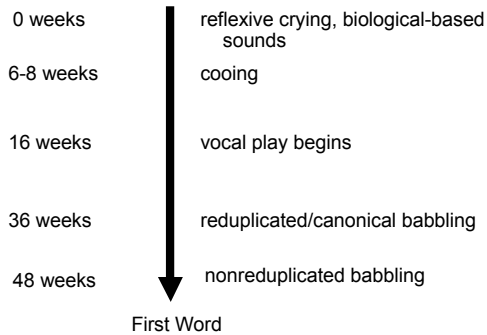 0 weeks reflexive crying, biological-based
sounds
6-8 weeks cooing
16 weeks vocal play begins
36 weeks reduplicated/canonical babbling
48 weeks nonreduplicated babbling
First Word